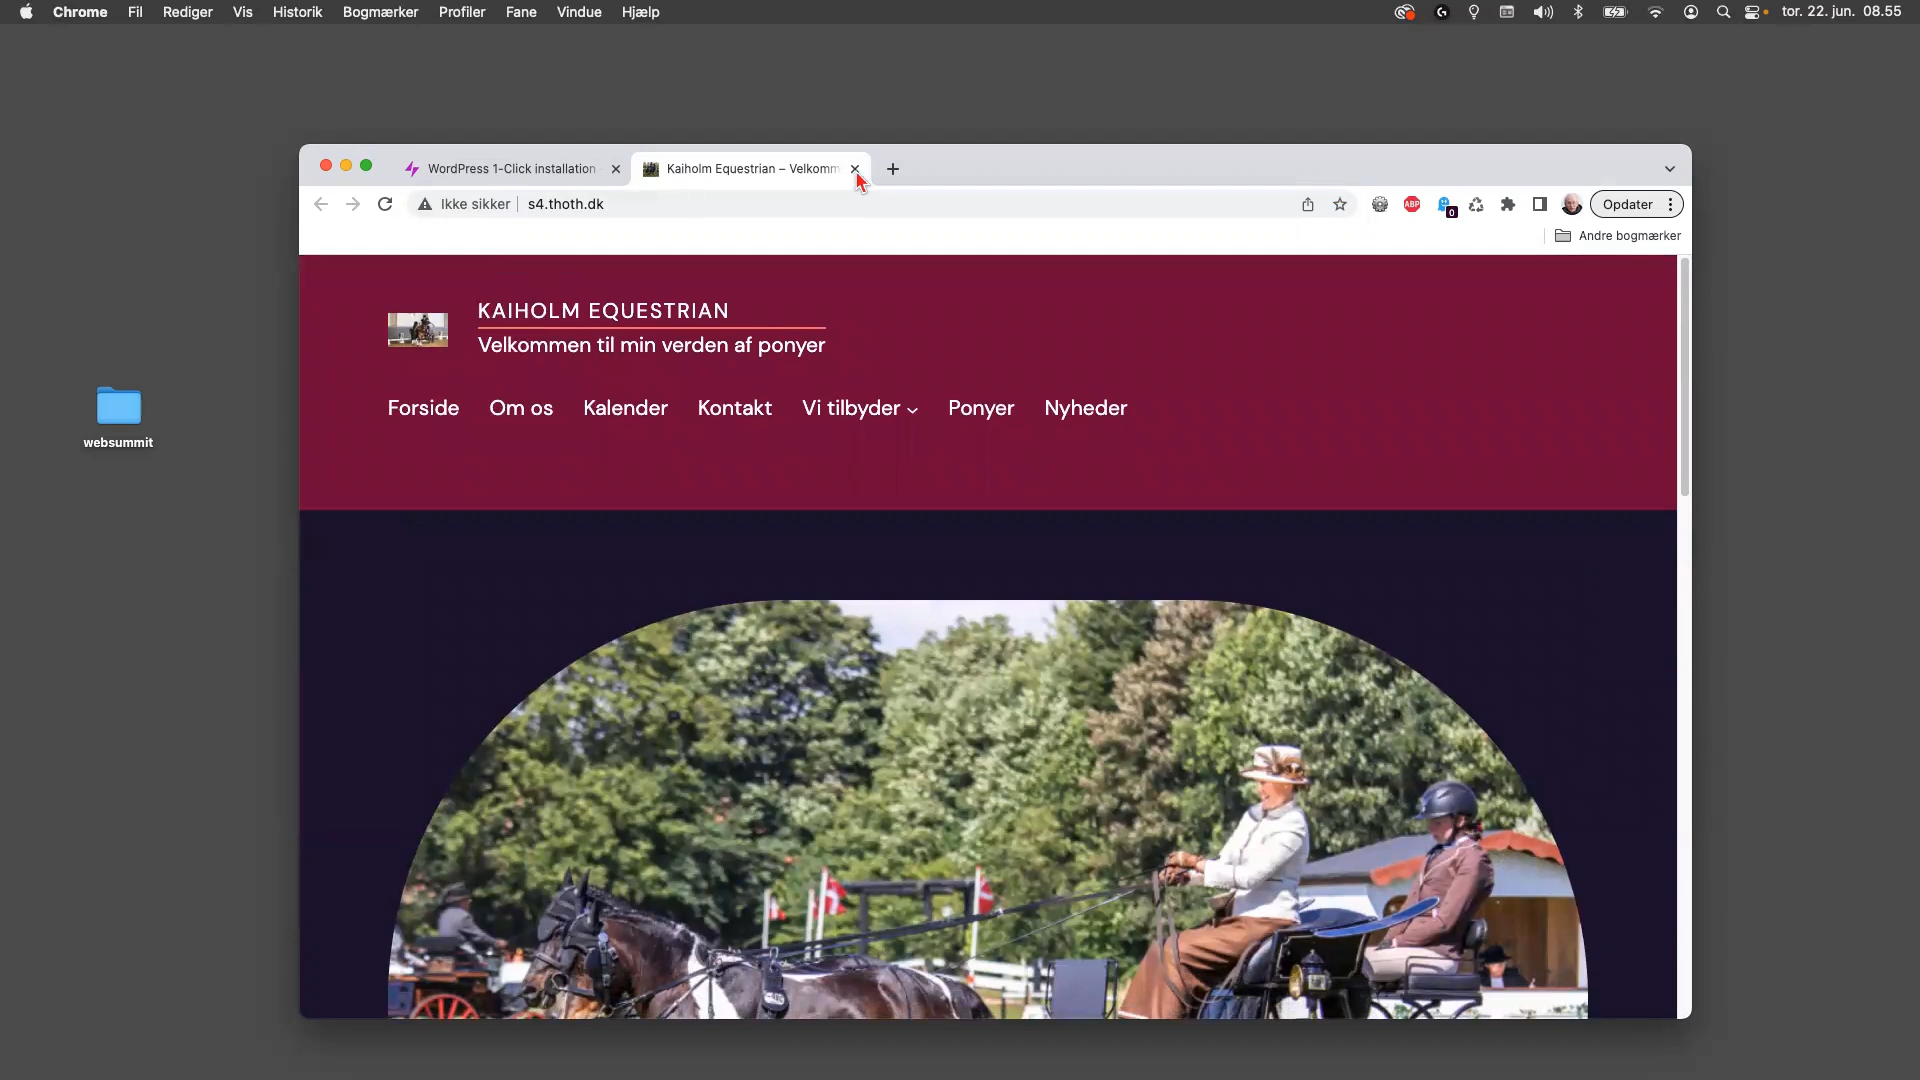 Chrome Fil Rediger Vis Historik Bogmærker Profiler Fane Vindue Hjælp tor. 22. jun. 08.55
WordPress 1-Click installation
Kaiholm Equestrian – Velkomm
Ikke sikker s4.thoth.dk
ABP
0
Opdater
Andre bogmærker
KAIHOLM EQUESTRIAN
Velkommen til min verden af ponyer
Forside Om os Kalender Kontakt Vi tilbyder Ponyer Nyheder
websummit